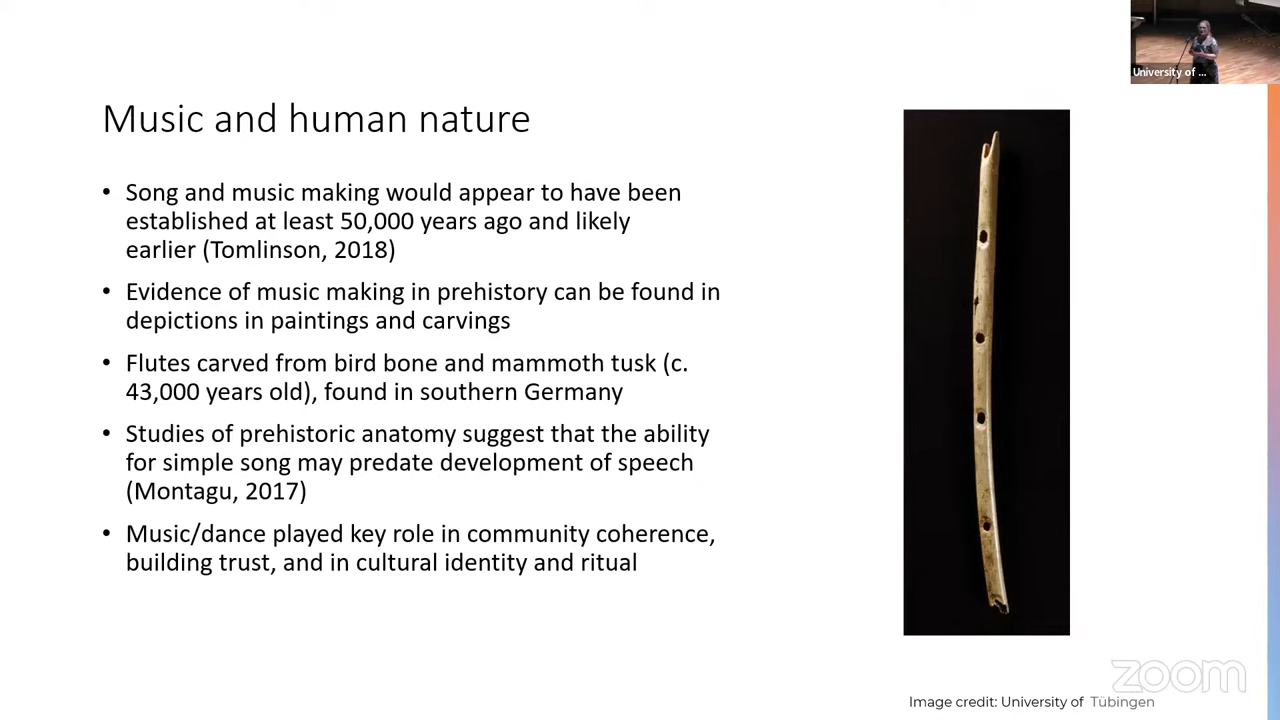 University of ...
Music and human nature
• Song and music making would appear to have been
established at least 50,000 years ago and likely
earlier (Tomlinson, 2018)
• Evidence of music making in prehistory can be found in
depictions in paintings and carvings
• Flutes carved from bird bone and mammoth tusk (c.
43,000 years old), found in southern Germany
• Studies of prehistoric anatomy suggest that the ability
for simple song may predate development of speech
(Montagu, 2017)
• Music/dance played key role in community coherence,
building trust, and in cultural identity and ritual
zoom
Image credit: University of Tübingen